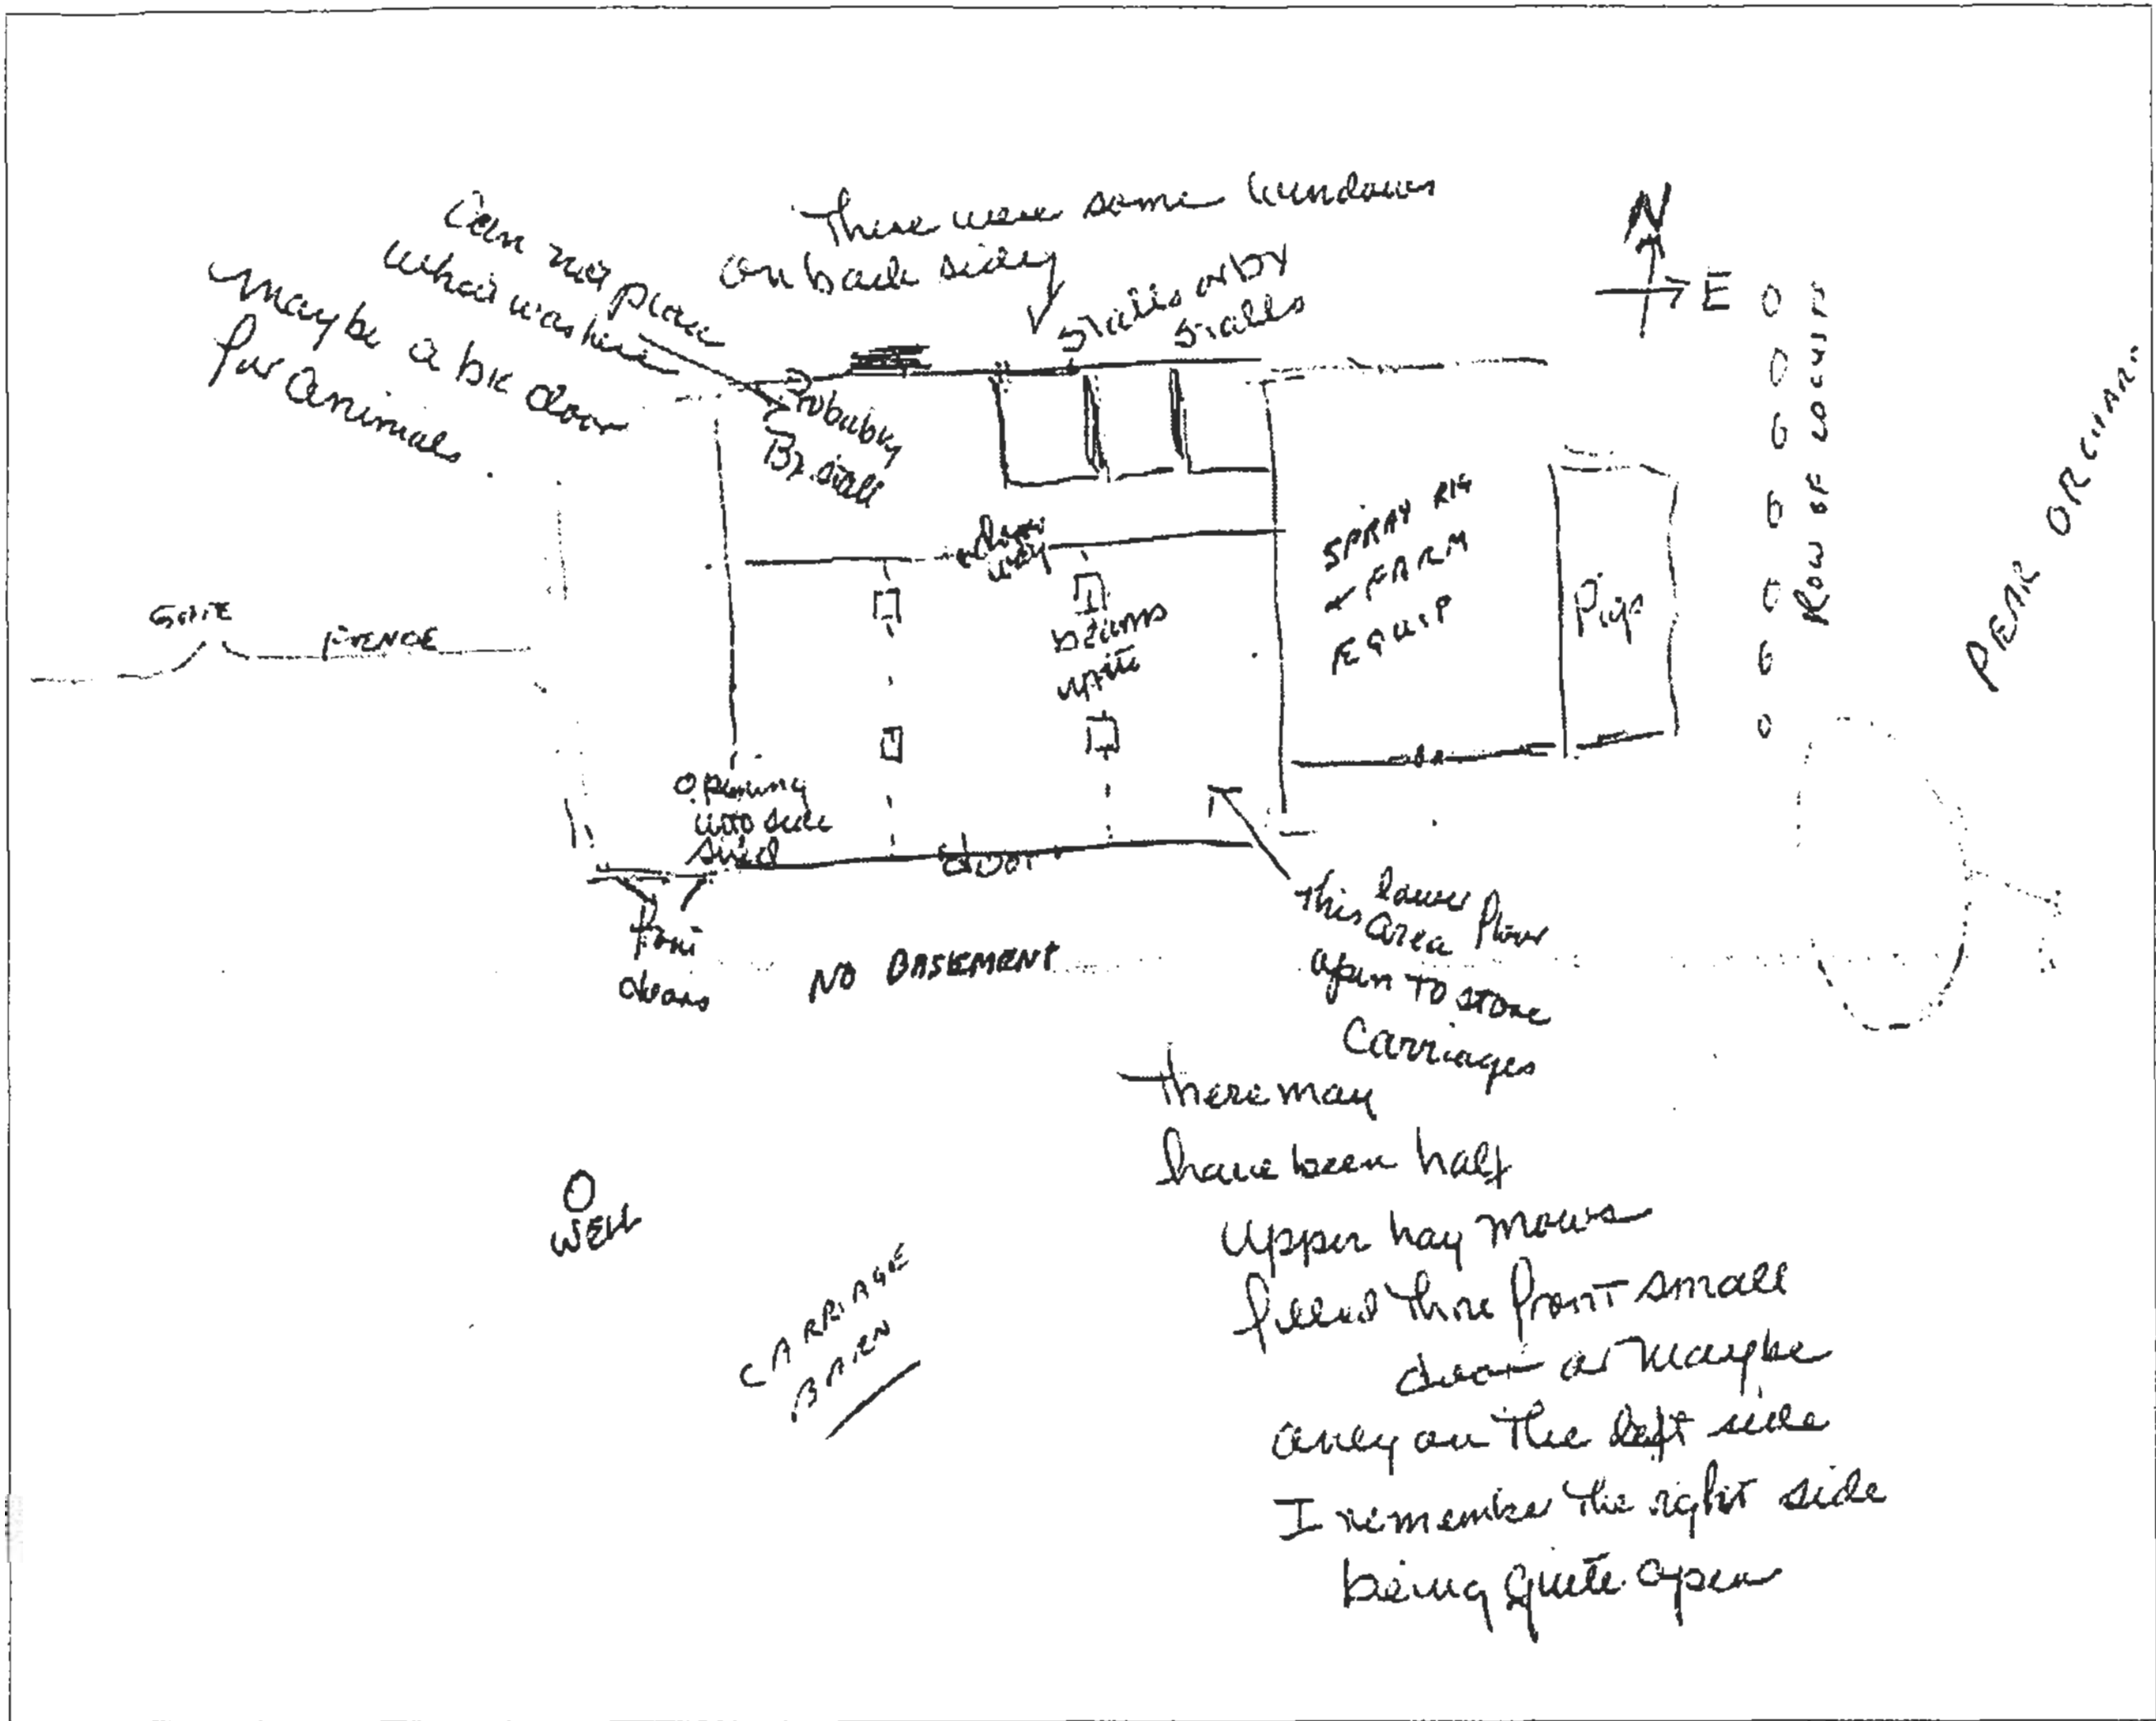 There were some windows
on back side
N
E
Can not place
what was here
maybe a bk door
for animals.
Stalls or bx
stalls
Probably
Bx stall
ROW OF LOCUST
PEAR ORCHARD
SPRAY RIG
FARM
EQUIP
Pigs
way
beams
GATE
FENCE
opening
into side
shed
door
front
doors
NO BASEMENT
lower floor
this area
open to store
Carriages
WELL
CARRIAGE
BARN
there may
have been half
upper hay mows
filled thru front small
door or maybe
only on the left side
I remember the right side
being quite open